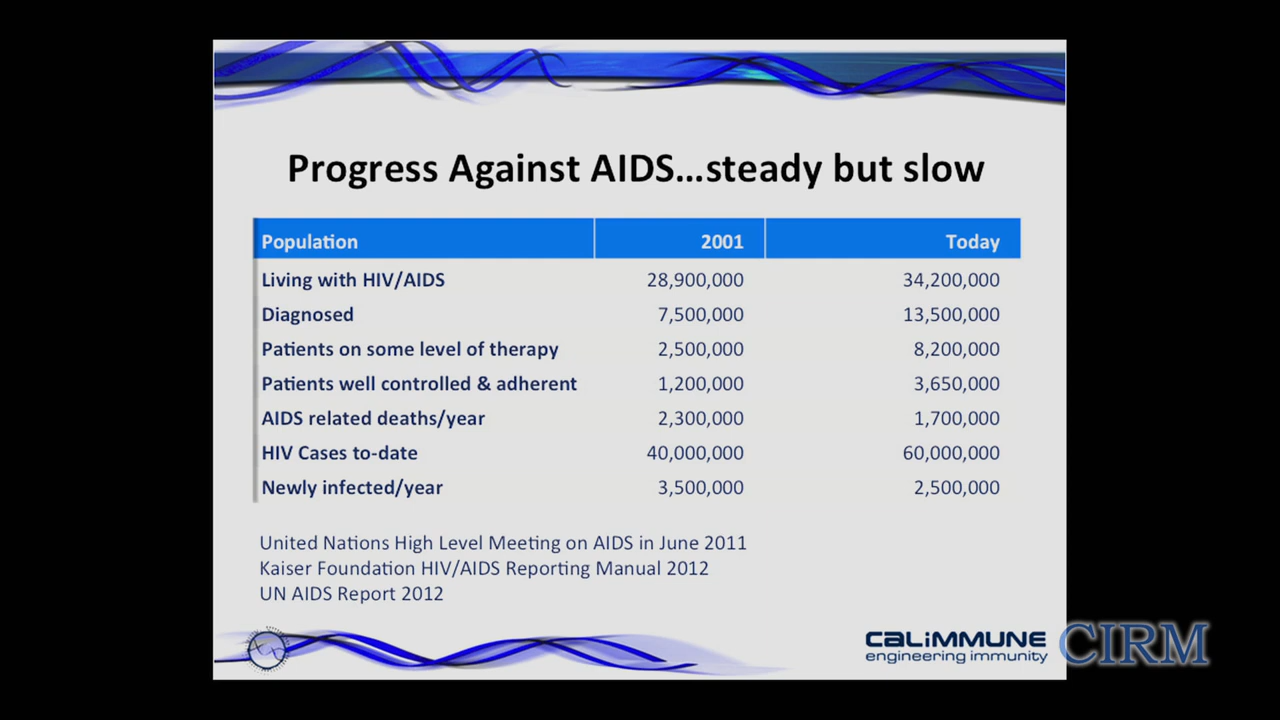 Progress Against AIDS...steady but slow
Population 2001 Today
Living with HIV/AIDS 28,900,000 34,200,000
Diagnosed 7,500,000 13,500,000
Patients on some level of therapy 2,500,000 8,200,000
Patients well controlled & adherent 1,200,000 3,650,000
AIDS related deaths/year 2,300,000 1,700,000
HIV Cases to-date 40,000,000 60,000,000
Newly infected/year 3,500,000 2,500,000
United Nations High Level Meeting on AIDS in June 2011
Kaiser Foundation HIV/AIDS Reporting Manual 2012
UN AIDS Report 2012
CALiMMUNE
engineering immunity
CIRM